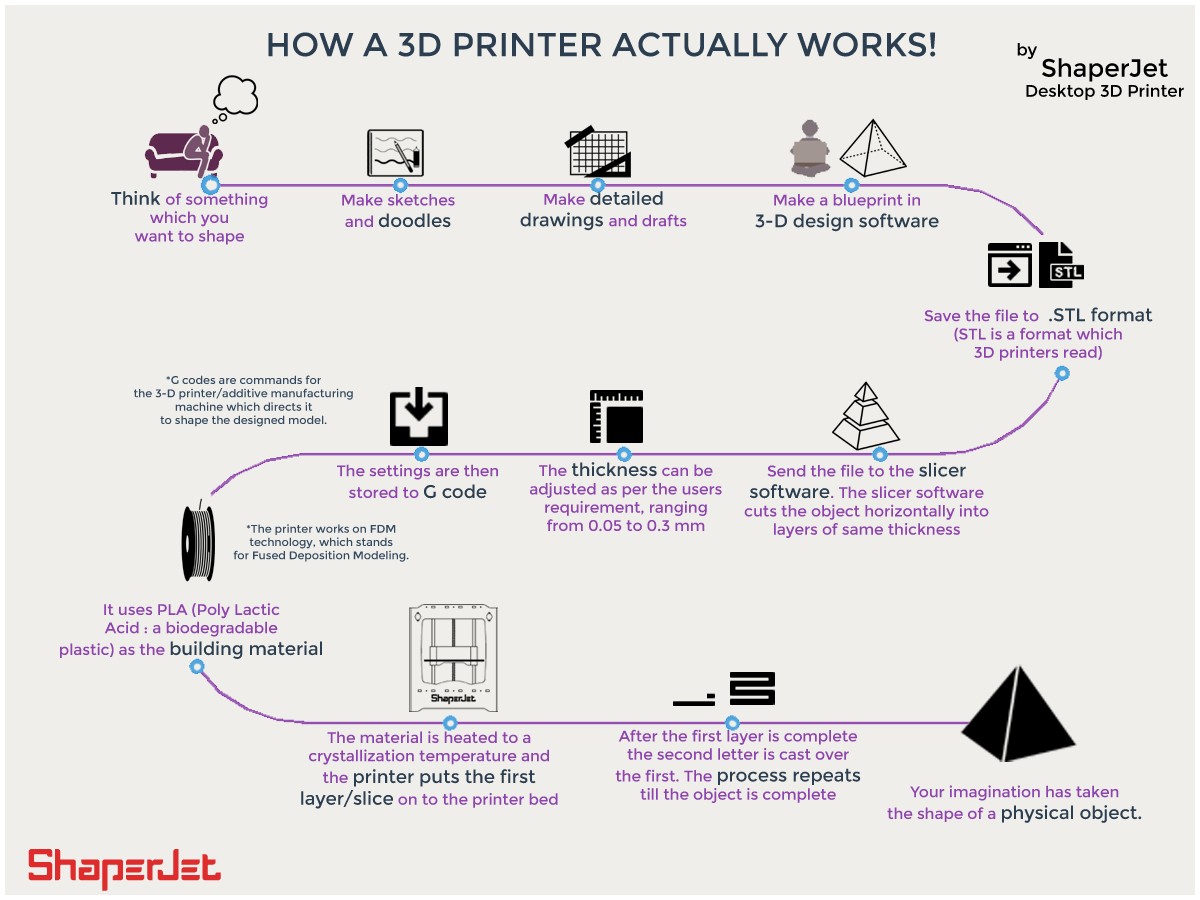 HOW A 3D PRINTER ACTUALLY WORKS!
by
ShaperJet
Desktop 3D Printer
Think of something
which you
want to shape
Make sketches
and doodles
Make detailed
drawings and drafts
Make a blueprint in
3-D design software
STL
Save the file to .STL format
(STL is a format which
3D printers read)
Send the file to the slicer
software. The slicer software
cuts the object horizontally into
layers of same thickness
The thickness can be
adjusted as per the users
requirement, ranging
from 0.05 to 0.3 mm
The settings are then
stored to G code
*G codes are commands for
the 3-D printer/additive manufacturing
machine which directs it
to shape the designed model.
*The printer works on FDM
technology, which stands
for Fused Deposition Modeling.
It uses PLA (Poly Lactic
Acid : a biodegradable
plastic) as the building material
ShaperJet
The material is heated to a
crystallization temperature and
the printer puts the first
layer/slice on to the printer bed
After the first layer is complete
the second letter is cast over
the first. The process repeats
till the object is complete
Your imagination has taken
the shape of a physical object.
ShaperJet